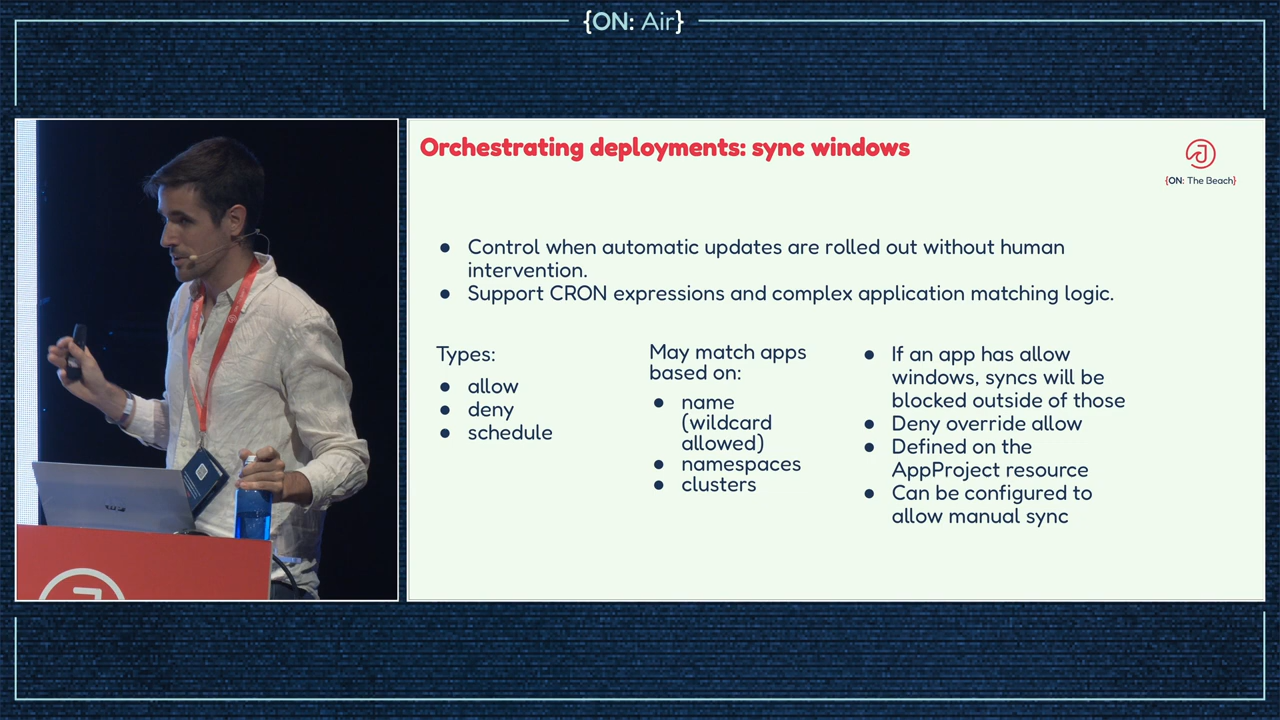 {ON: Air}
Orchestrating deployments: sync windows
{ON: The Beach}
● Control when automatic updates are rolled out without human
intervention.
● Support CRON expressions and complex application matching logic.
Types:
● allow
● deny
● schedule
May match apps
based on:
● name
(wildcard
allowed)
● namespaces
● clusters
● If an app has allow
windows, syncs will be
blocked outside of those
● Deny override allow
● Defined on the
AppProject resource
● Can be configured to
allow manual sync